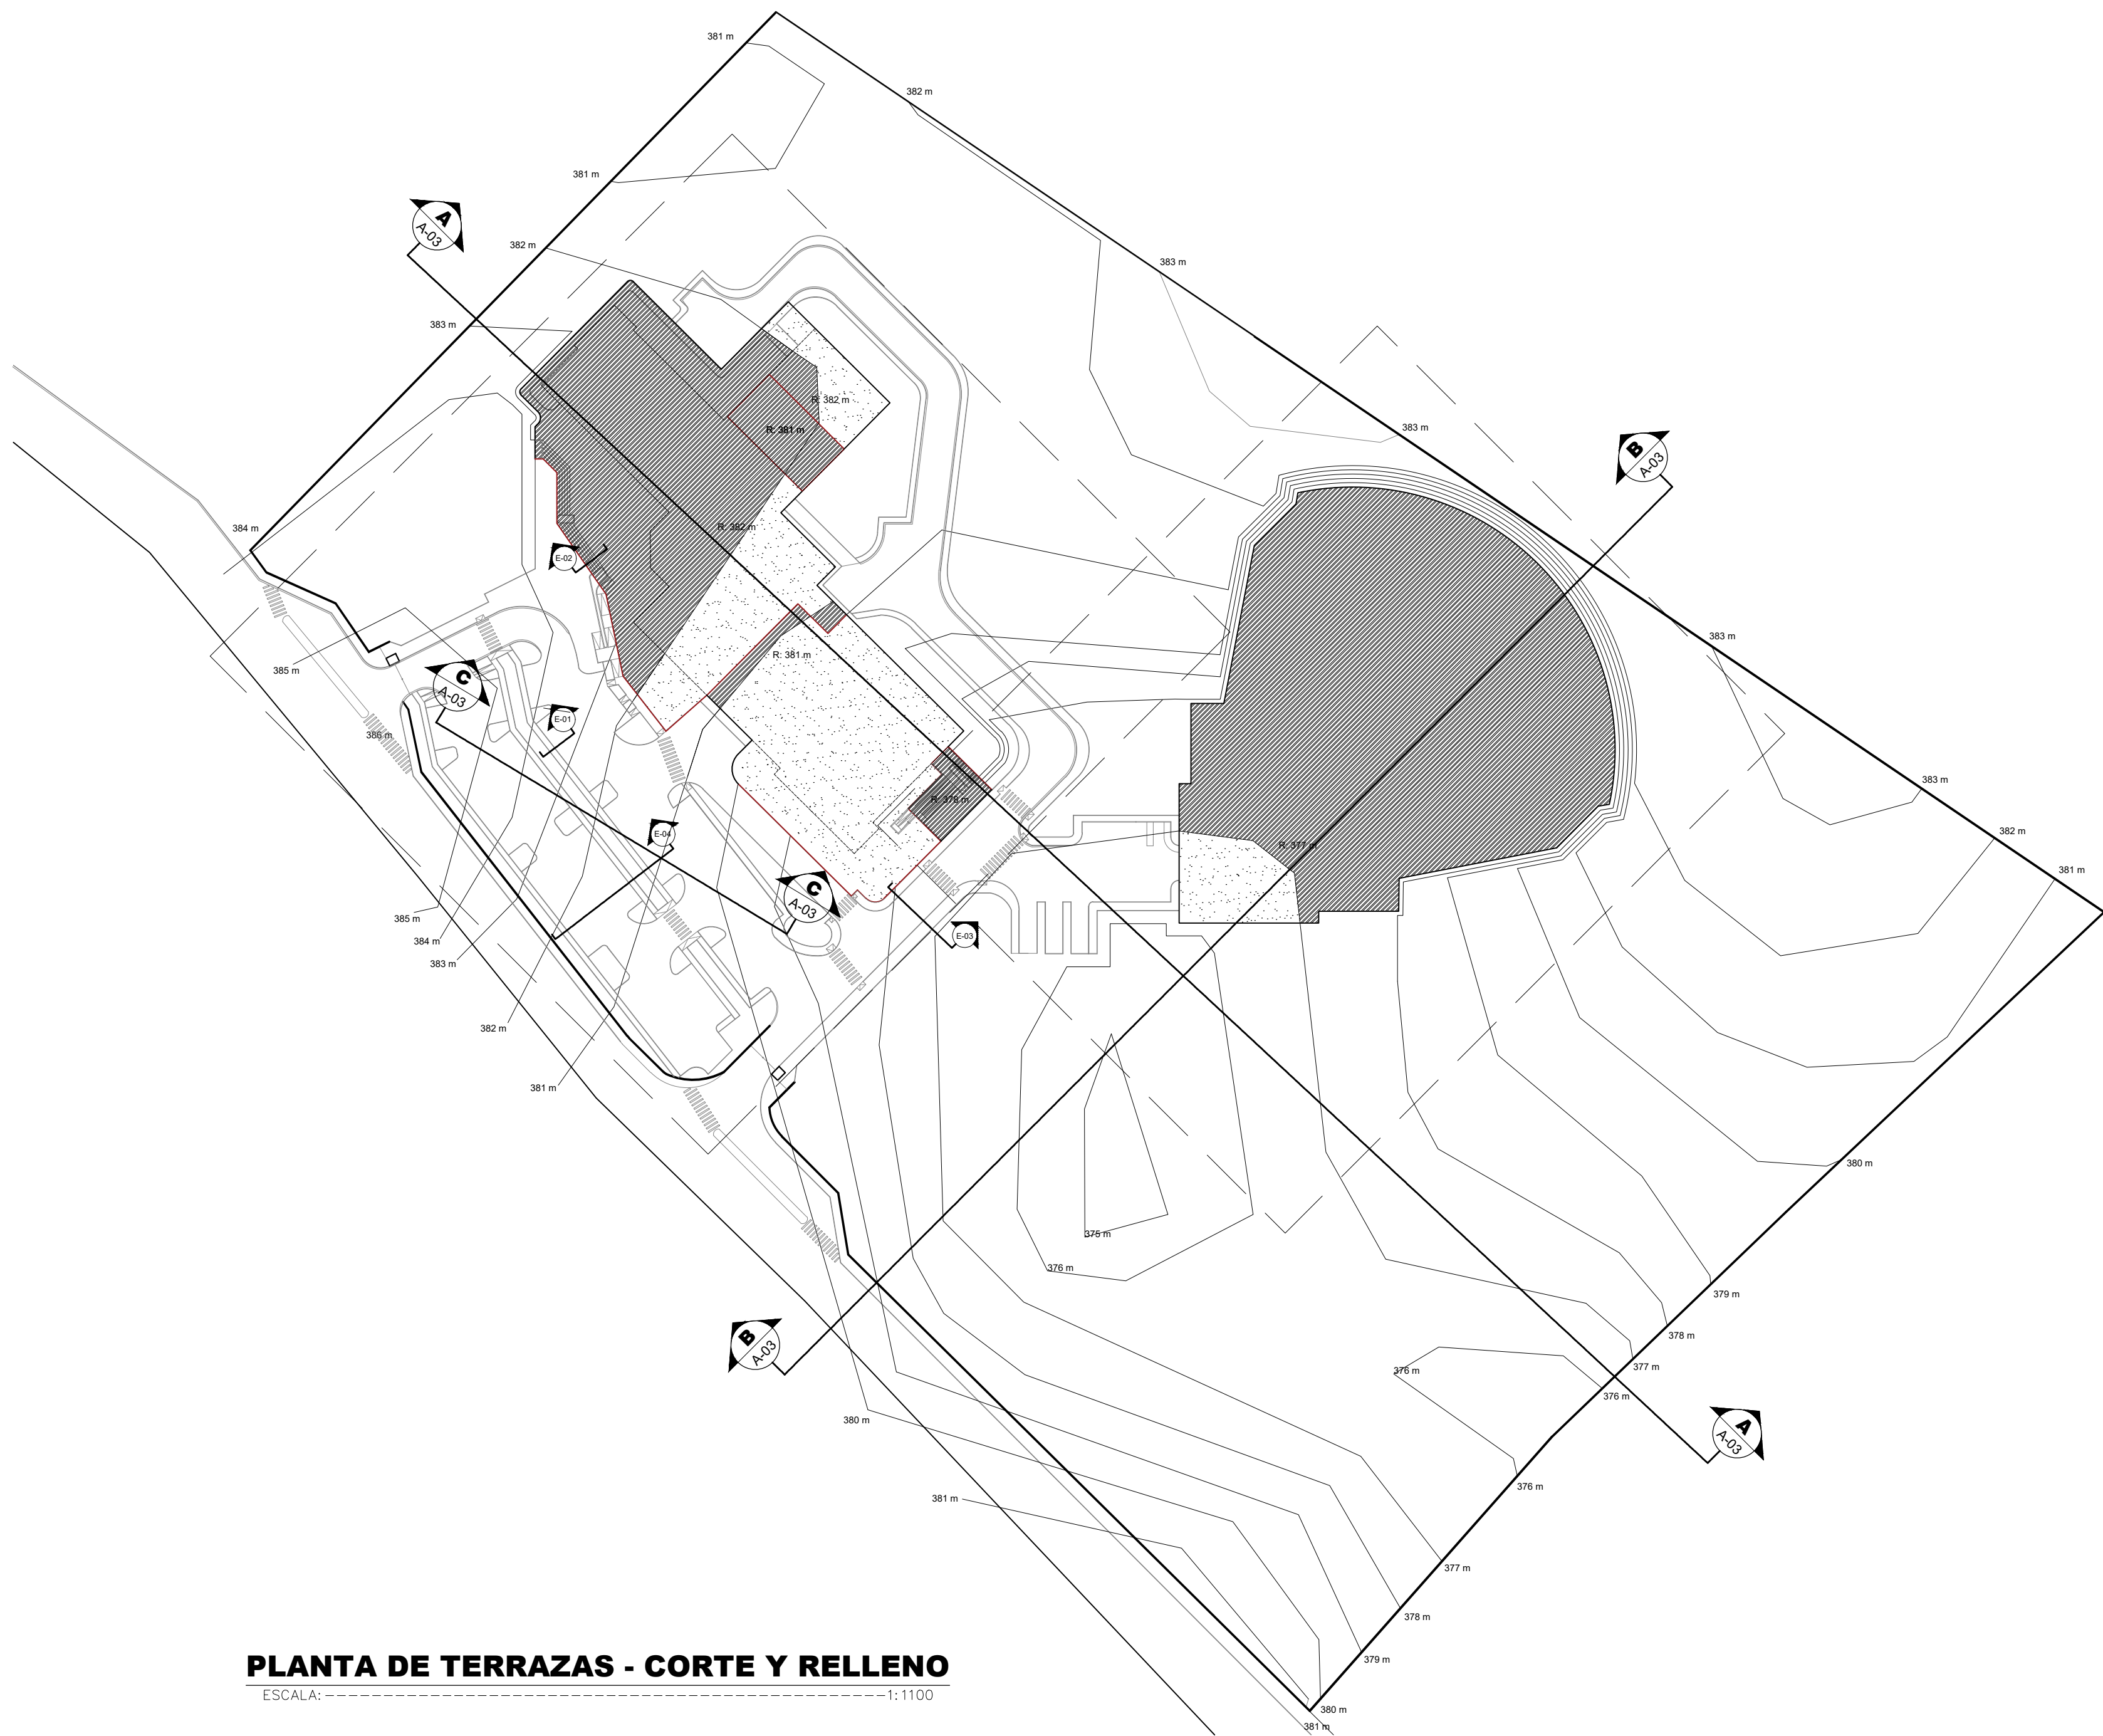 381 m
382 m
381 m
A
A-03
382 m
383 m
383 m
R: 382 m
383 m
R: 381 m
B
A-03
384 m
R: 382 m
E-02
383 m
R: 381 m
385 m
C
A-03
E-01
386 m
383 m
R: 378 m
382 m
E-04
R: 377 m
381 m
C
A-03
385 m
E-03
384 m
383 m
382 m
381 m
380 m
375 m
376 m
379 m
378 m
B
A-03
377 m
376 m
376 m
380 m
A
A-03
376 m
381 m
377 m
378 m
379 m
PLANTA DE TERRAZAS - CORTE Y RELLENO
ESCALA: 1:1100
380 m
381 m